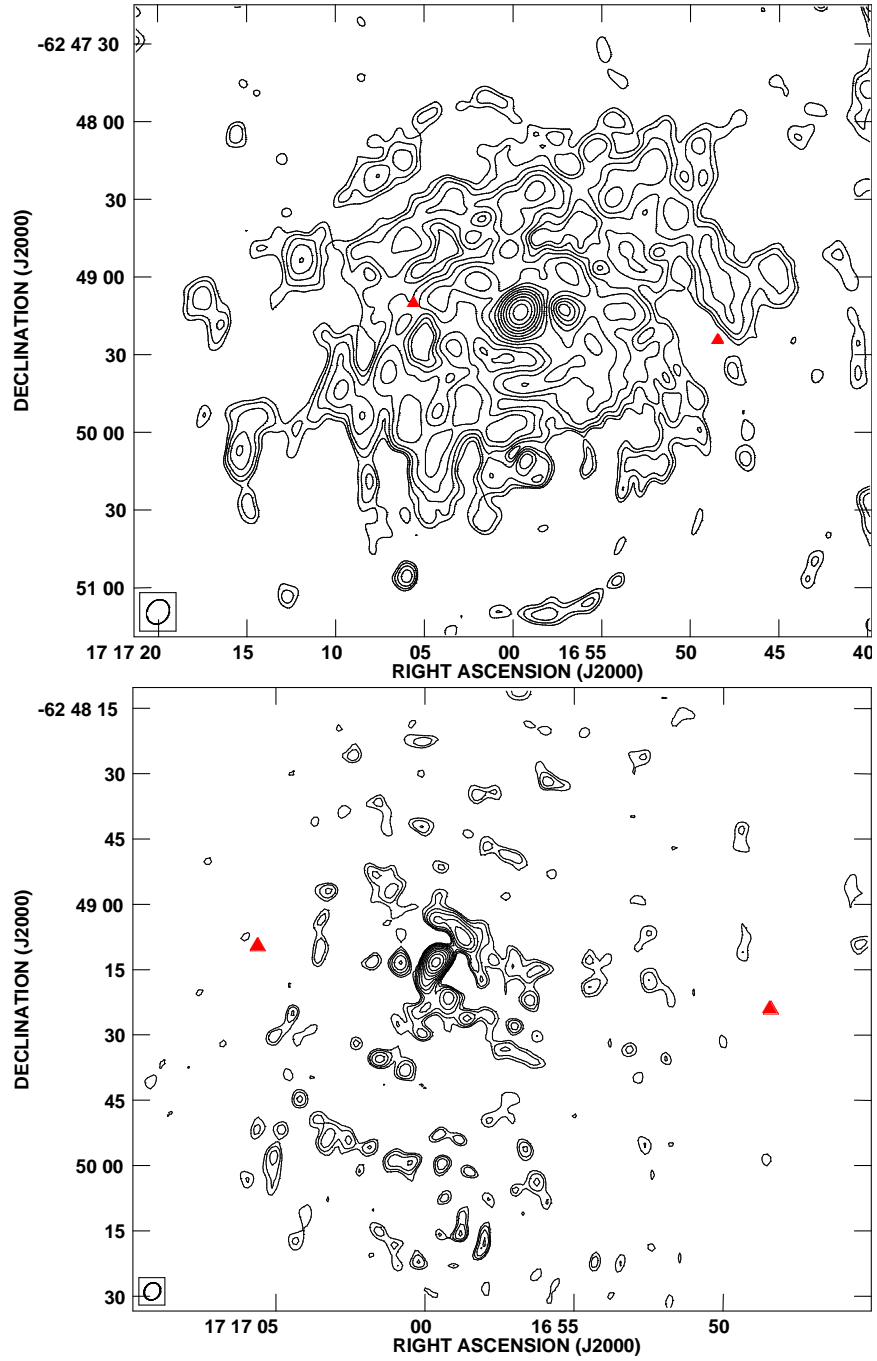 -62 47 30
48 00
30
49 00
30
50 00
30
51 00
DECLINATION (J2000)
17 17 20 15 10 05 00 16 55 50 45 40
RIGHT ASCENSION (J2000)
-62 48 15
30
45
49 00
15
30
45
50 00
15
30
DECLINATION (J2000)
17 17 05 00 16 55 50
RIGHT ASCENSION (J2000)